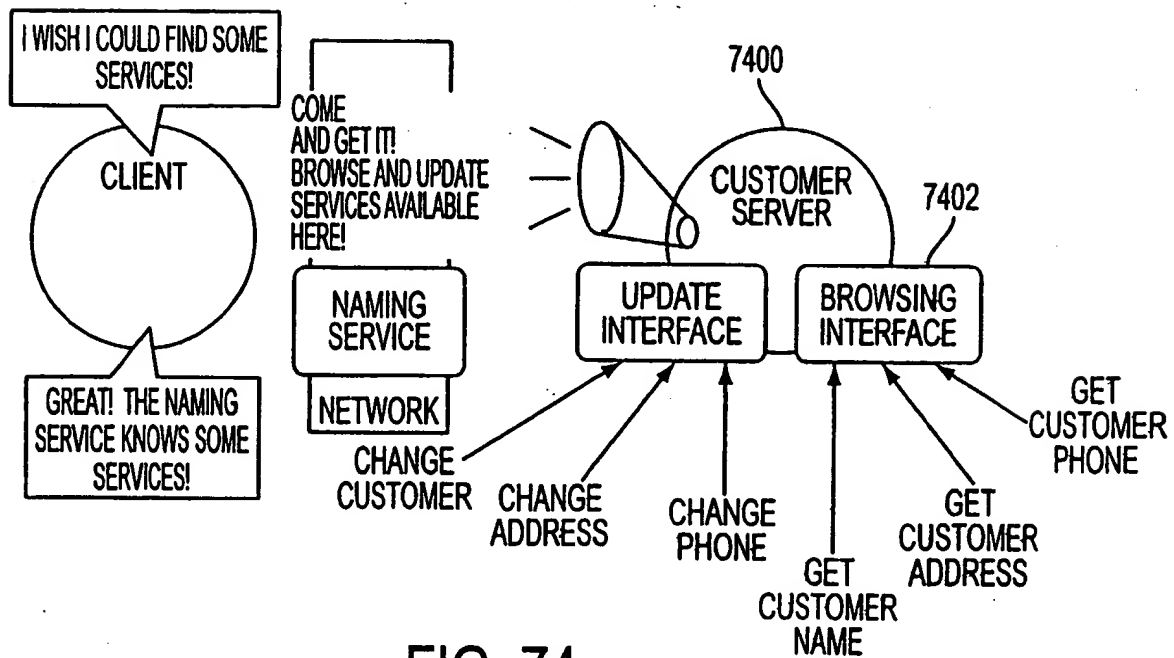 I WISH I COULD FIND SOME
SERVICES!
CLIENT
GREAT! THE NAMING
SERVICE KNOWS SOME
SERVICES!
COME
AND GET IT!
BROWSE AND UPDATE
SERVICES AVAILABLE
HERE!
NAMING
SERVICE
NETWORK
7400
CUSTOMER
SERVER
7402
UPDATE
INTERFACE
BROWSING
INTERFACE
CHANGE
CUSTOMER
CHANGE
ADDRESS
CHANGE
PHONE
GET
CUSTOMER
NAME
GET
CUSTOMER
ADDRESS
GET
CUSTOMER
PHONE
FIG. 74